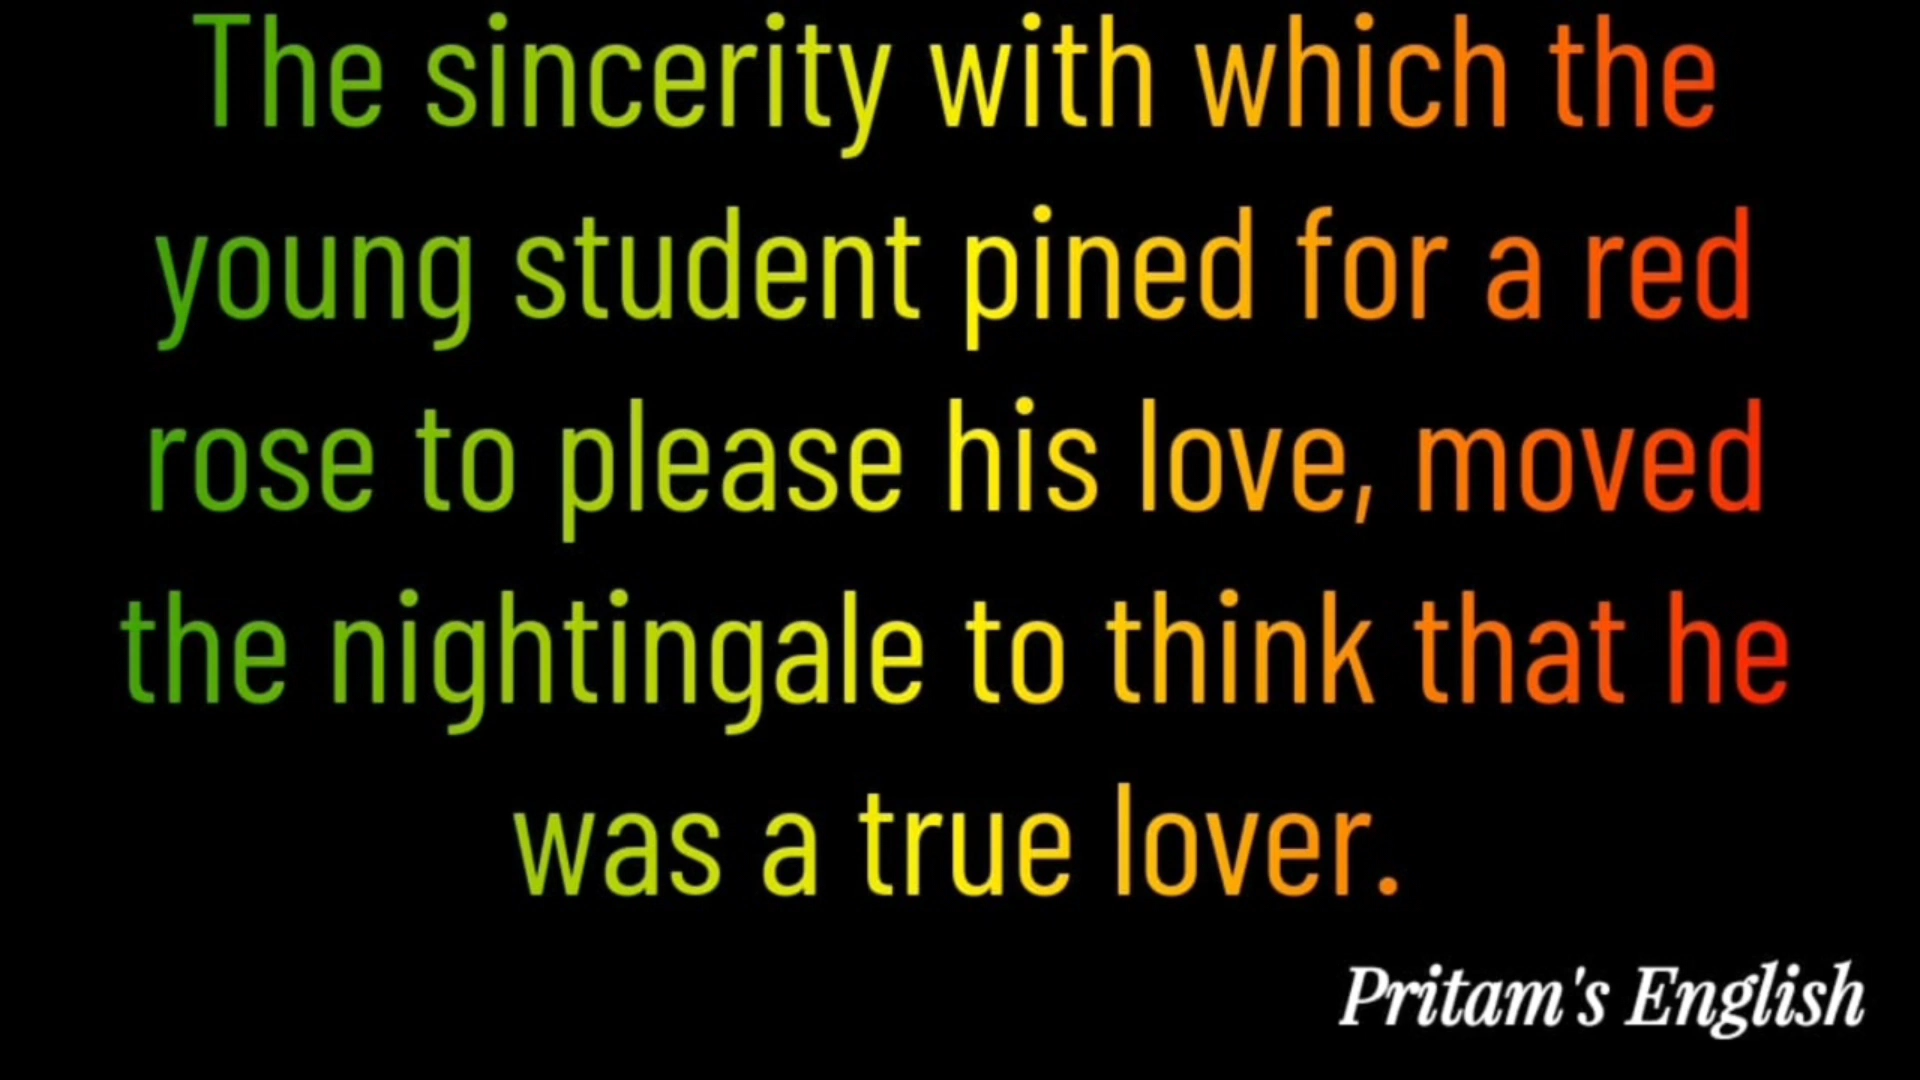 The sincerity with which the
young student pined for a red
rose to please his love, moved
the nightingale to think that he
was a true lover.
Pritam's English